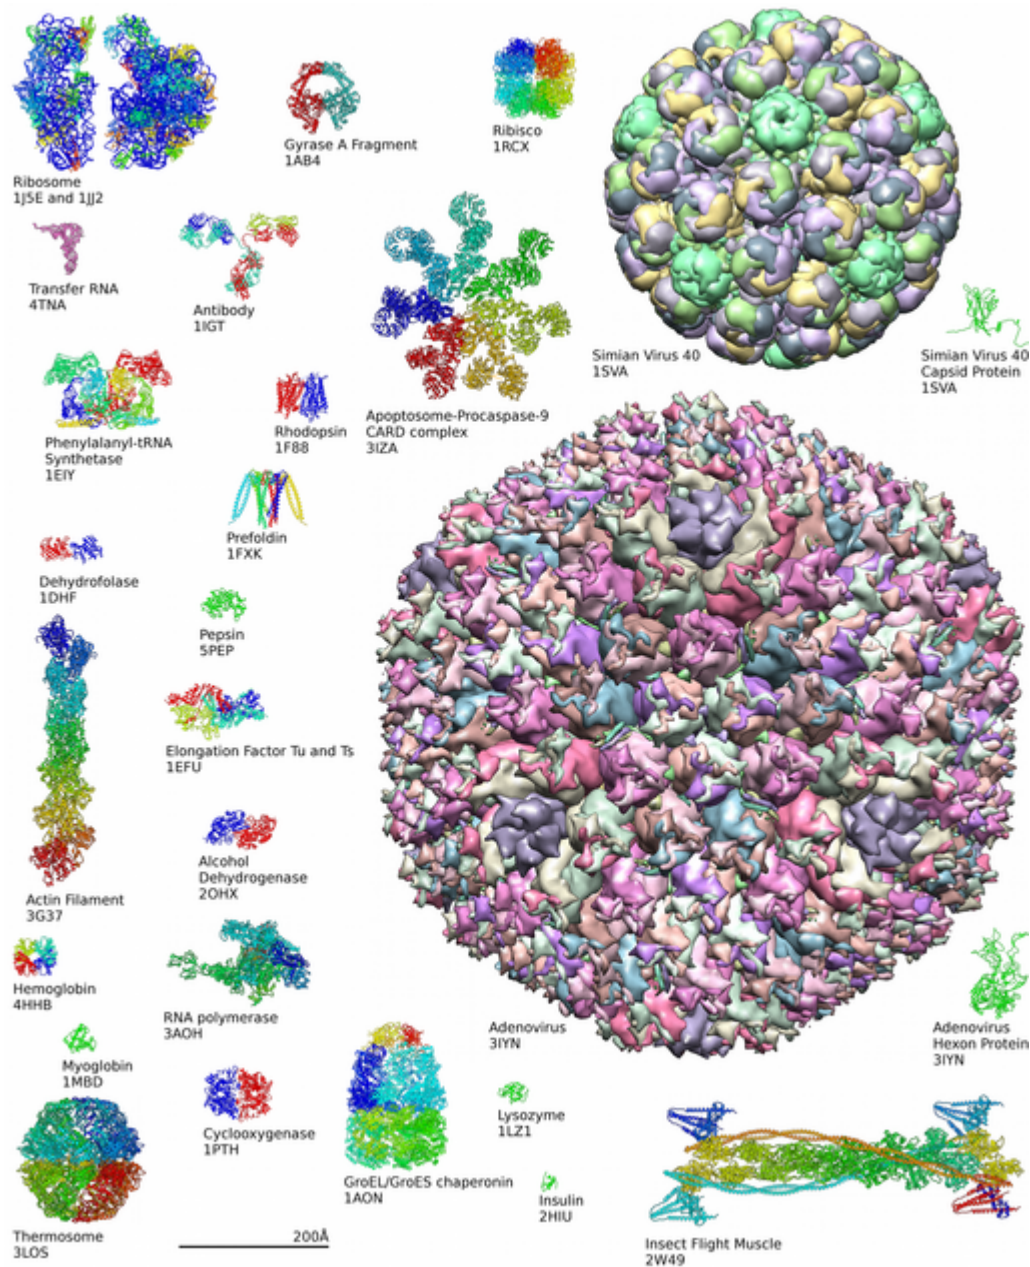 Ribosome
1J5E and 1JJ2
Gyrase A Fragment
1AB4
Ribisco
1RCX
Transfer RNA
4TNA
Antibody
1IGT
Apoptosome-Procaspase-9
CARD complex
3IZA
Simian Virus 40
1SVA
Simian Virus 40
Capsid Protein
1SVA
Phenylalanyl-tRNA
Synthetase
1EIY
Rhodopsin
1F88
Prefoldin
1FXK
Dehydrofolase
1DHF
Pepsin
5PEP
Elongation Factor Tu and Ts
1EFU
Alcohol
Dehydrogenase
2OHX
Actin Filament
3G37
Hemoglobin
4HHB
RNA polymerase
3AOH
Adenovirus
3IYN
Adenovirus
Hexon Protein
3IYN
Myoglobin
1MBD
Cyclooxygenase
1PTH
GroEL/GroES chaperonin
1AON
Lysozyme
1LZ1
Insulin
2HIU
Thermosome
3LOS
200Å
Insect Flight Muscle
2W49